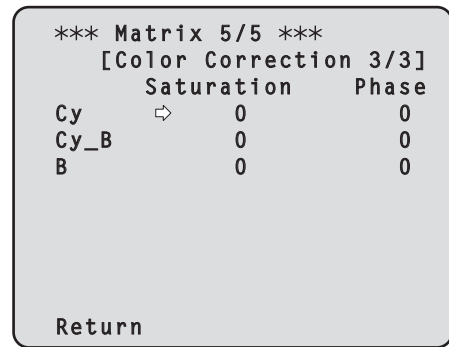 *** Matrix 5/5 ***
[Color Correction 3/3]
Saturation Phase
Cy ⇨ 0 0
Cy_B 0 0
B 0 0
Return